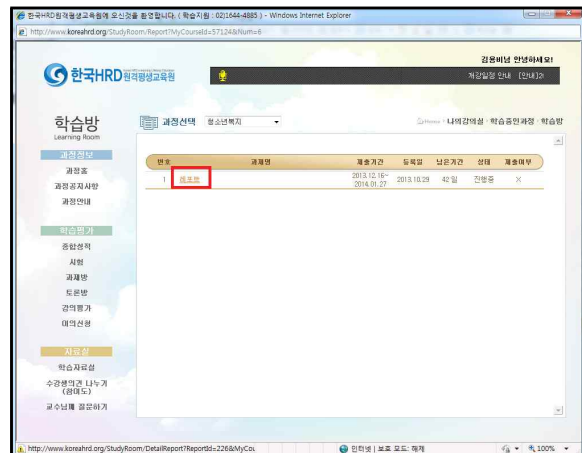 한국HRD원격평생교육원에 오신것을 환영합니다. ( 학습지원 : 02)1644-4885 ) - Windows Internet Explorer
http://www.koreahrd.org/StudyRoom/Report?MyCourseId=57124&iNum=6
김용비님 안녕하세요!
한국HRD원격평생교육원
개강일정 안내 [안내]2
학습방
Learning Room
과정선택 청소년복지
Home > 나의강의실 > 학습중인과정 > 학습방
과정정보
과정홈
과정공지사항
과정안내
학습평가
종합성적
시험
과제방
토론방
강의평가
이의신청
자료실
학습자료실
수강생의견 나누기
(참여도)
교수님께 질문하기
번호 과제명 제출기간 등록일 남은기간 상태 제출여부
1 레포트 2013.12.16~ 2014.01.27 2013.10.29 42 일 진행중 ×
http://www.koreahrd.org/StudyRoom/DetailReport?ReportId=226&MyCou
인터넷 | 보호 모드: 해제
100%